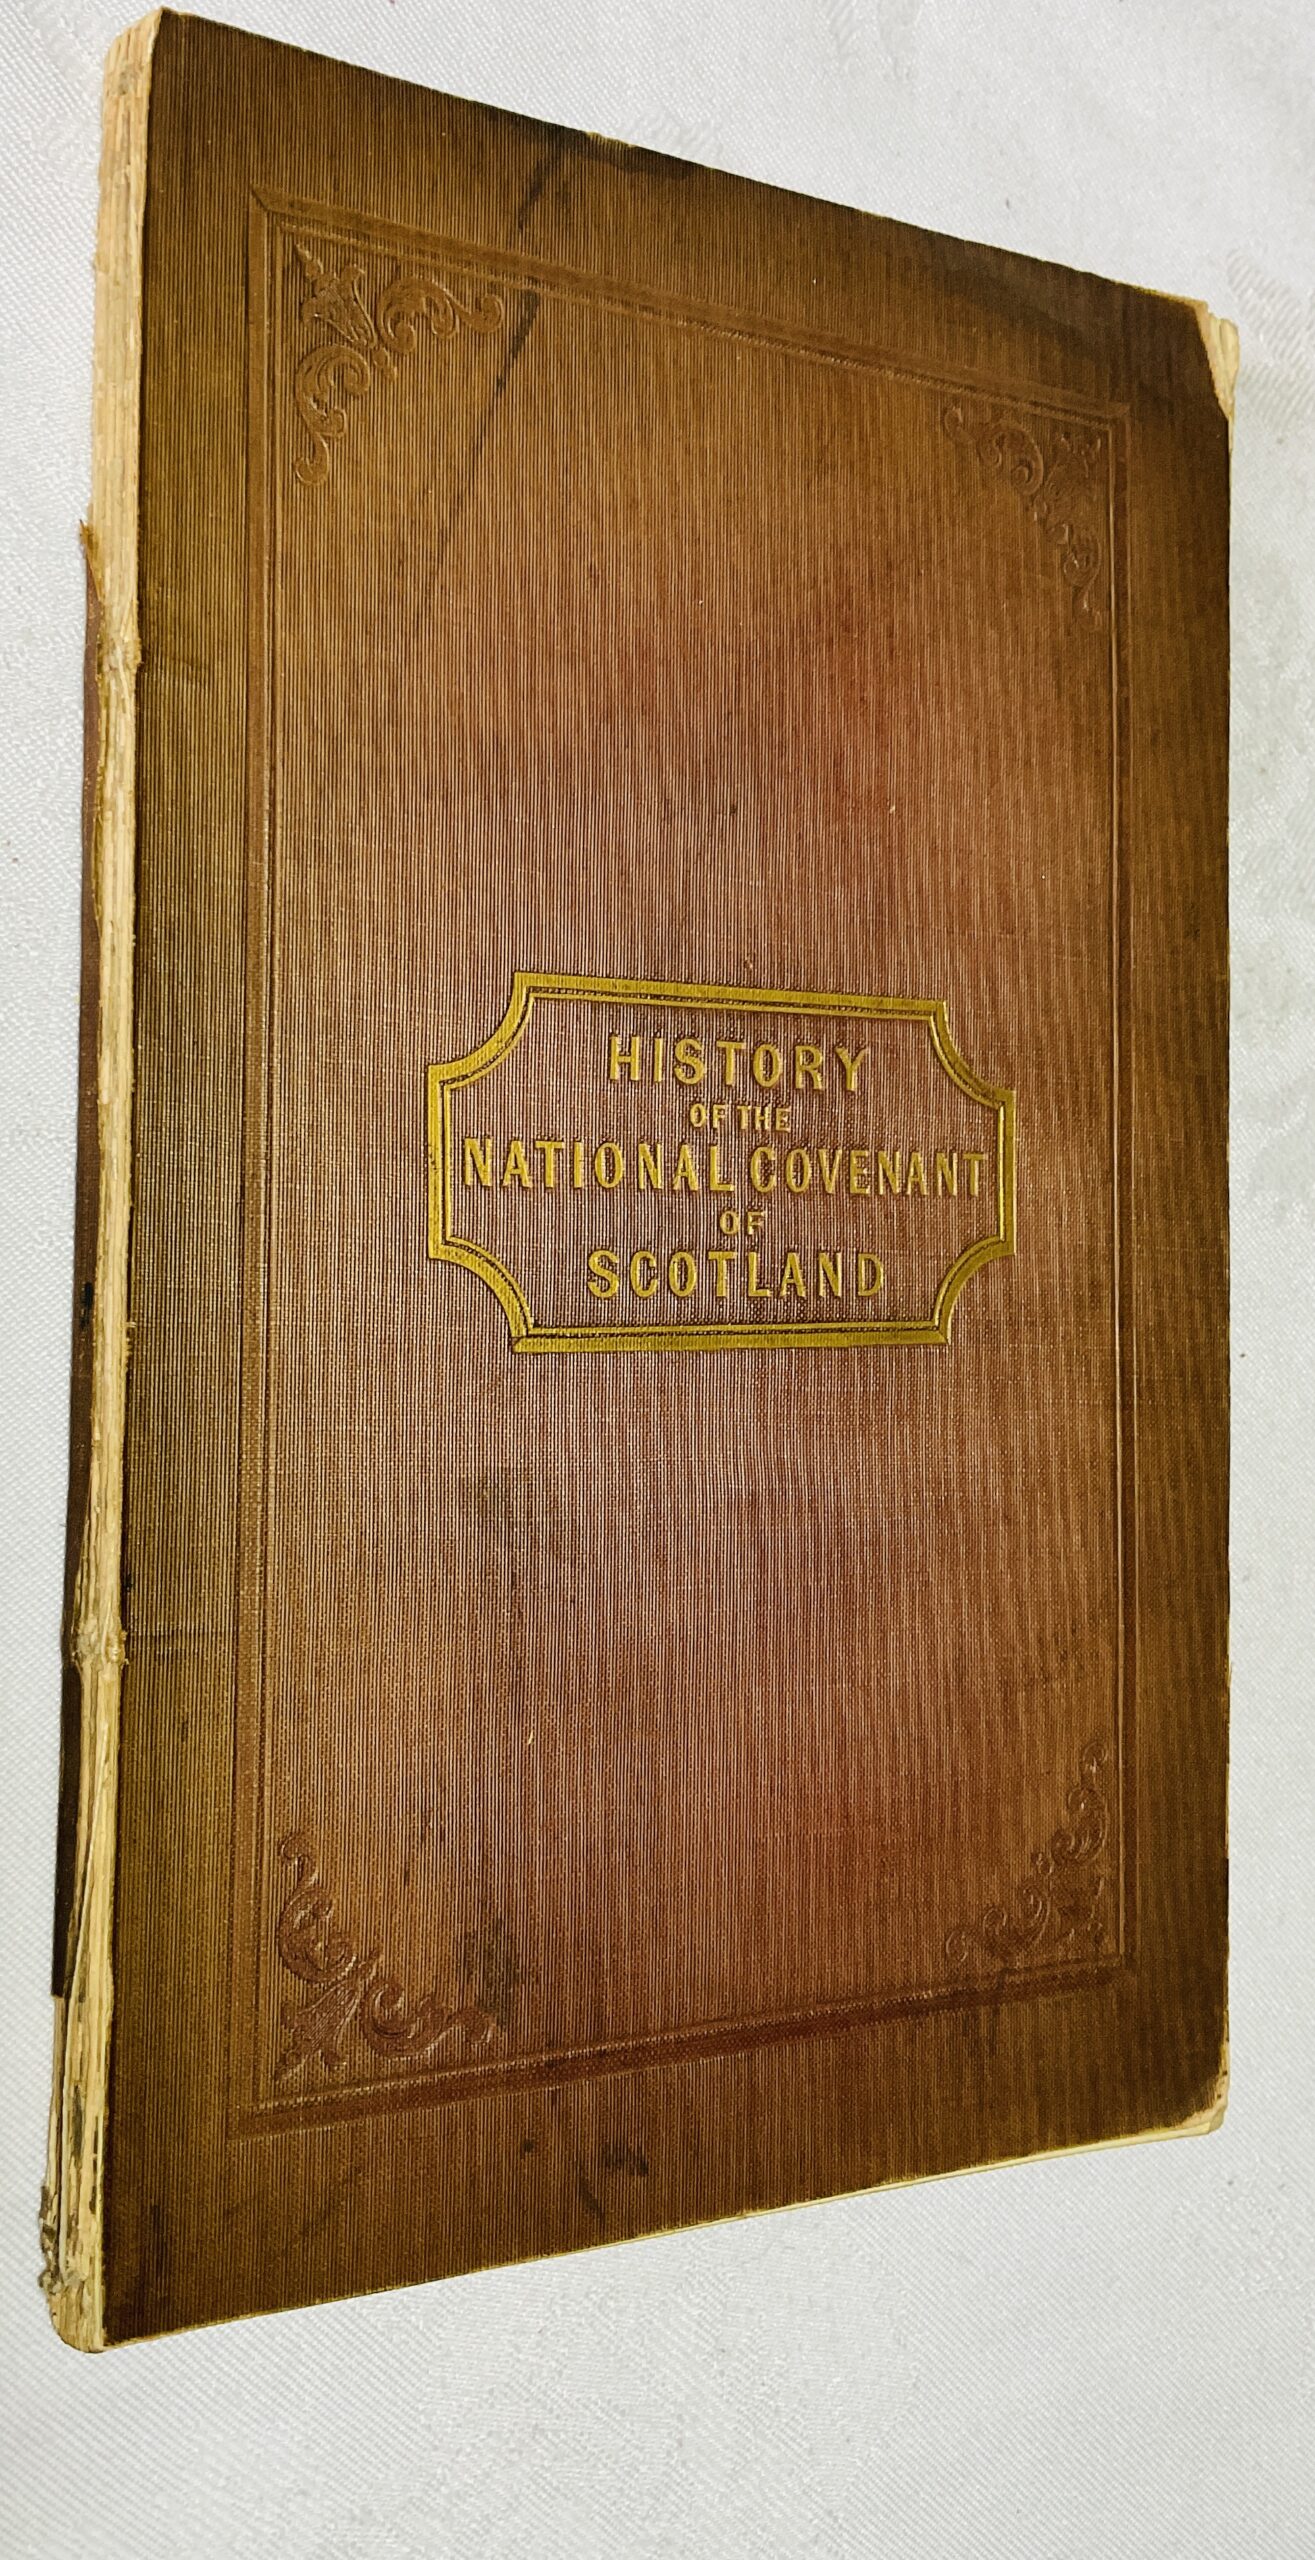 HISTORY
OF THE
NATIONAL COVENANT
OF
SCOTLAND